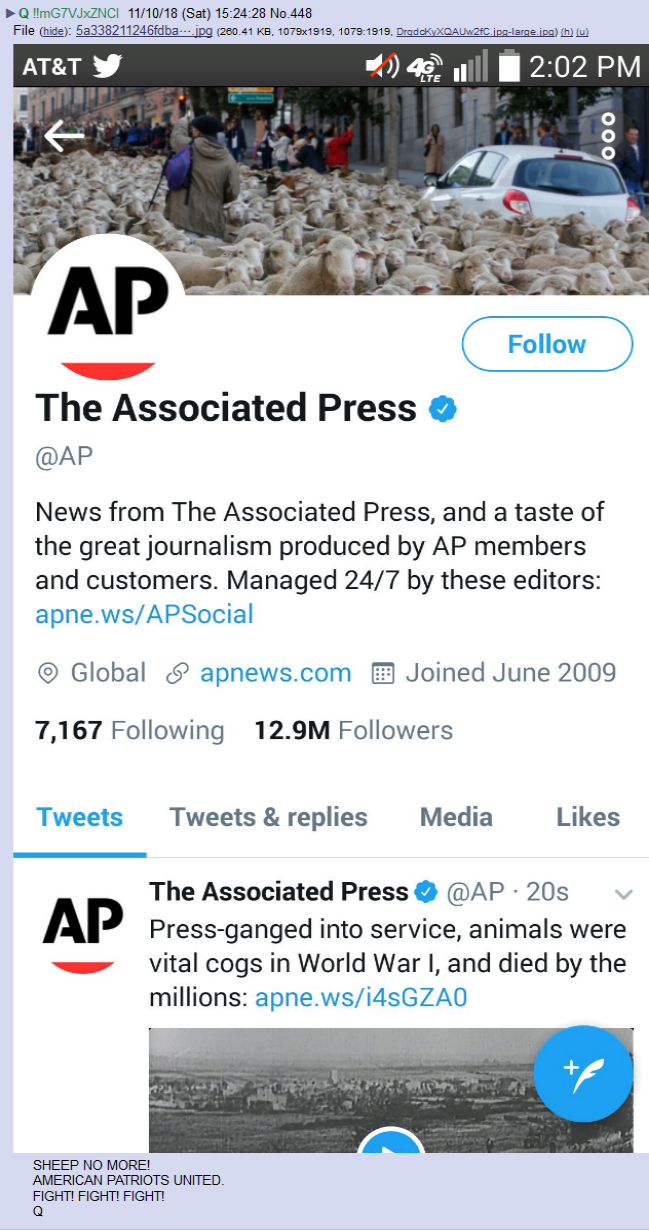 Q !!mG7VJxZNCI 11/10/18 (Sat) 15:24:28 No.448
File (hide): 5a338211246fdba···.jpg (260.41 KB, 1079x1919, 1079:1919, DrqdcKyXQAUw2fC.jpg-large.jpg) (h) (u)
AT&T 4G LTE 2:02 PM
AP
Follow
The Associated Press
@AP
News from The Associated Press, and a taste of
the great journalism produced by AP members
and customers. Managed 24/7 by these editors:
apne.ws/APSocial
Global apnews.com Joined June 2009
7,167 Following 12.9M Followers
Tweets Tweets & replies Media Likes
AP
The Associated Press @AP · 20s
Press-ganged into service, animals were
vital cogs in World War I, and died by the
millions: apne.ws/i4sGZA0
SHEEP NO MORE!
AMERICAN PATRIOTS UNITED.
FIGHT! FIGHT! FIGHT!
Q